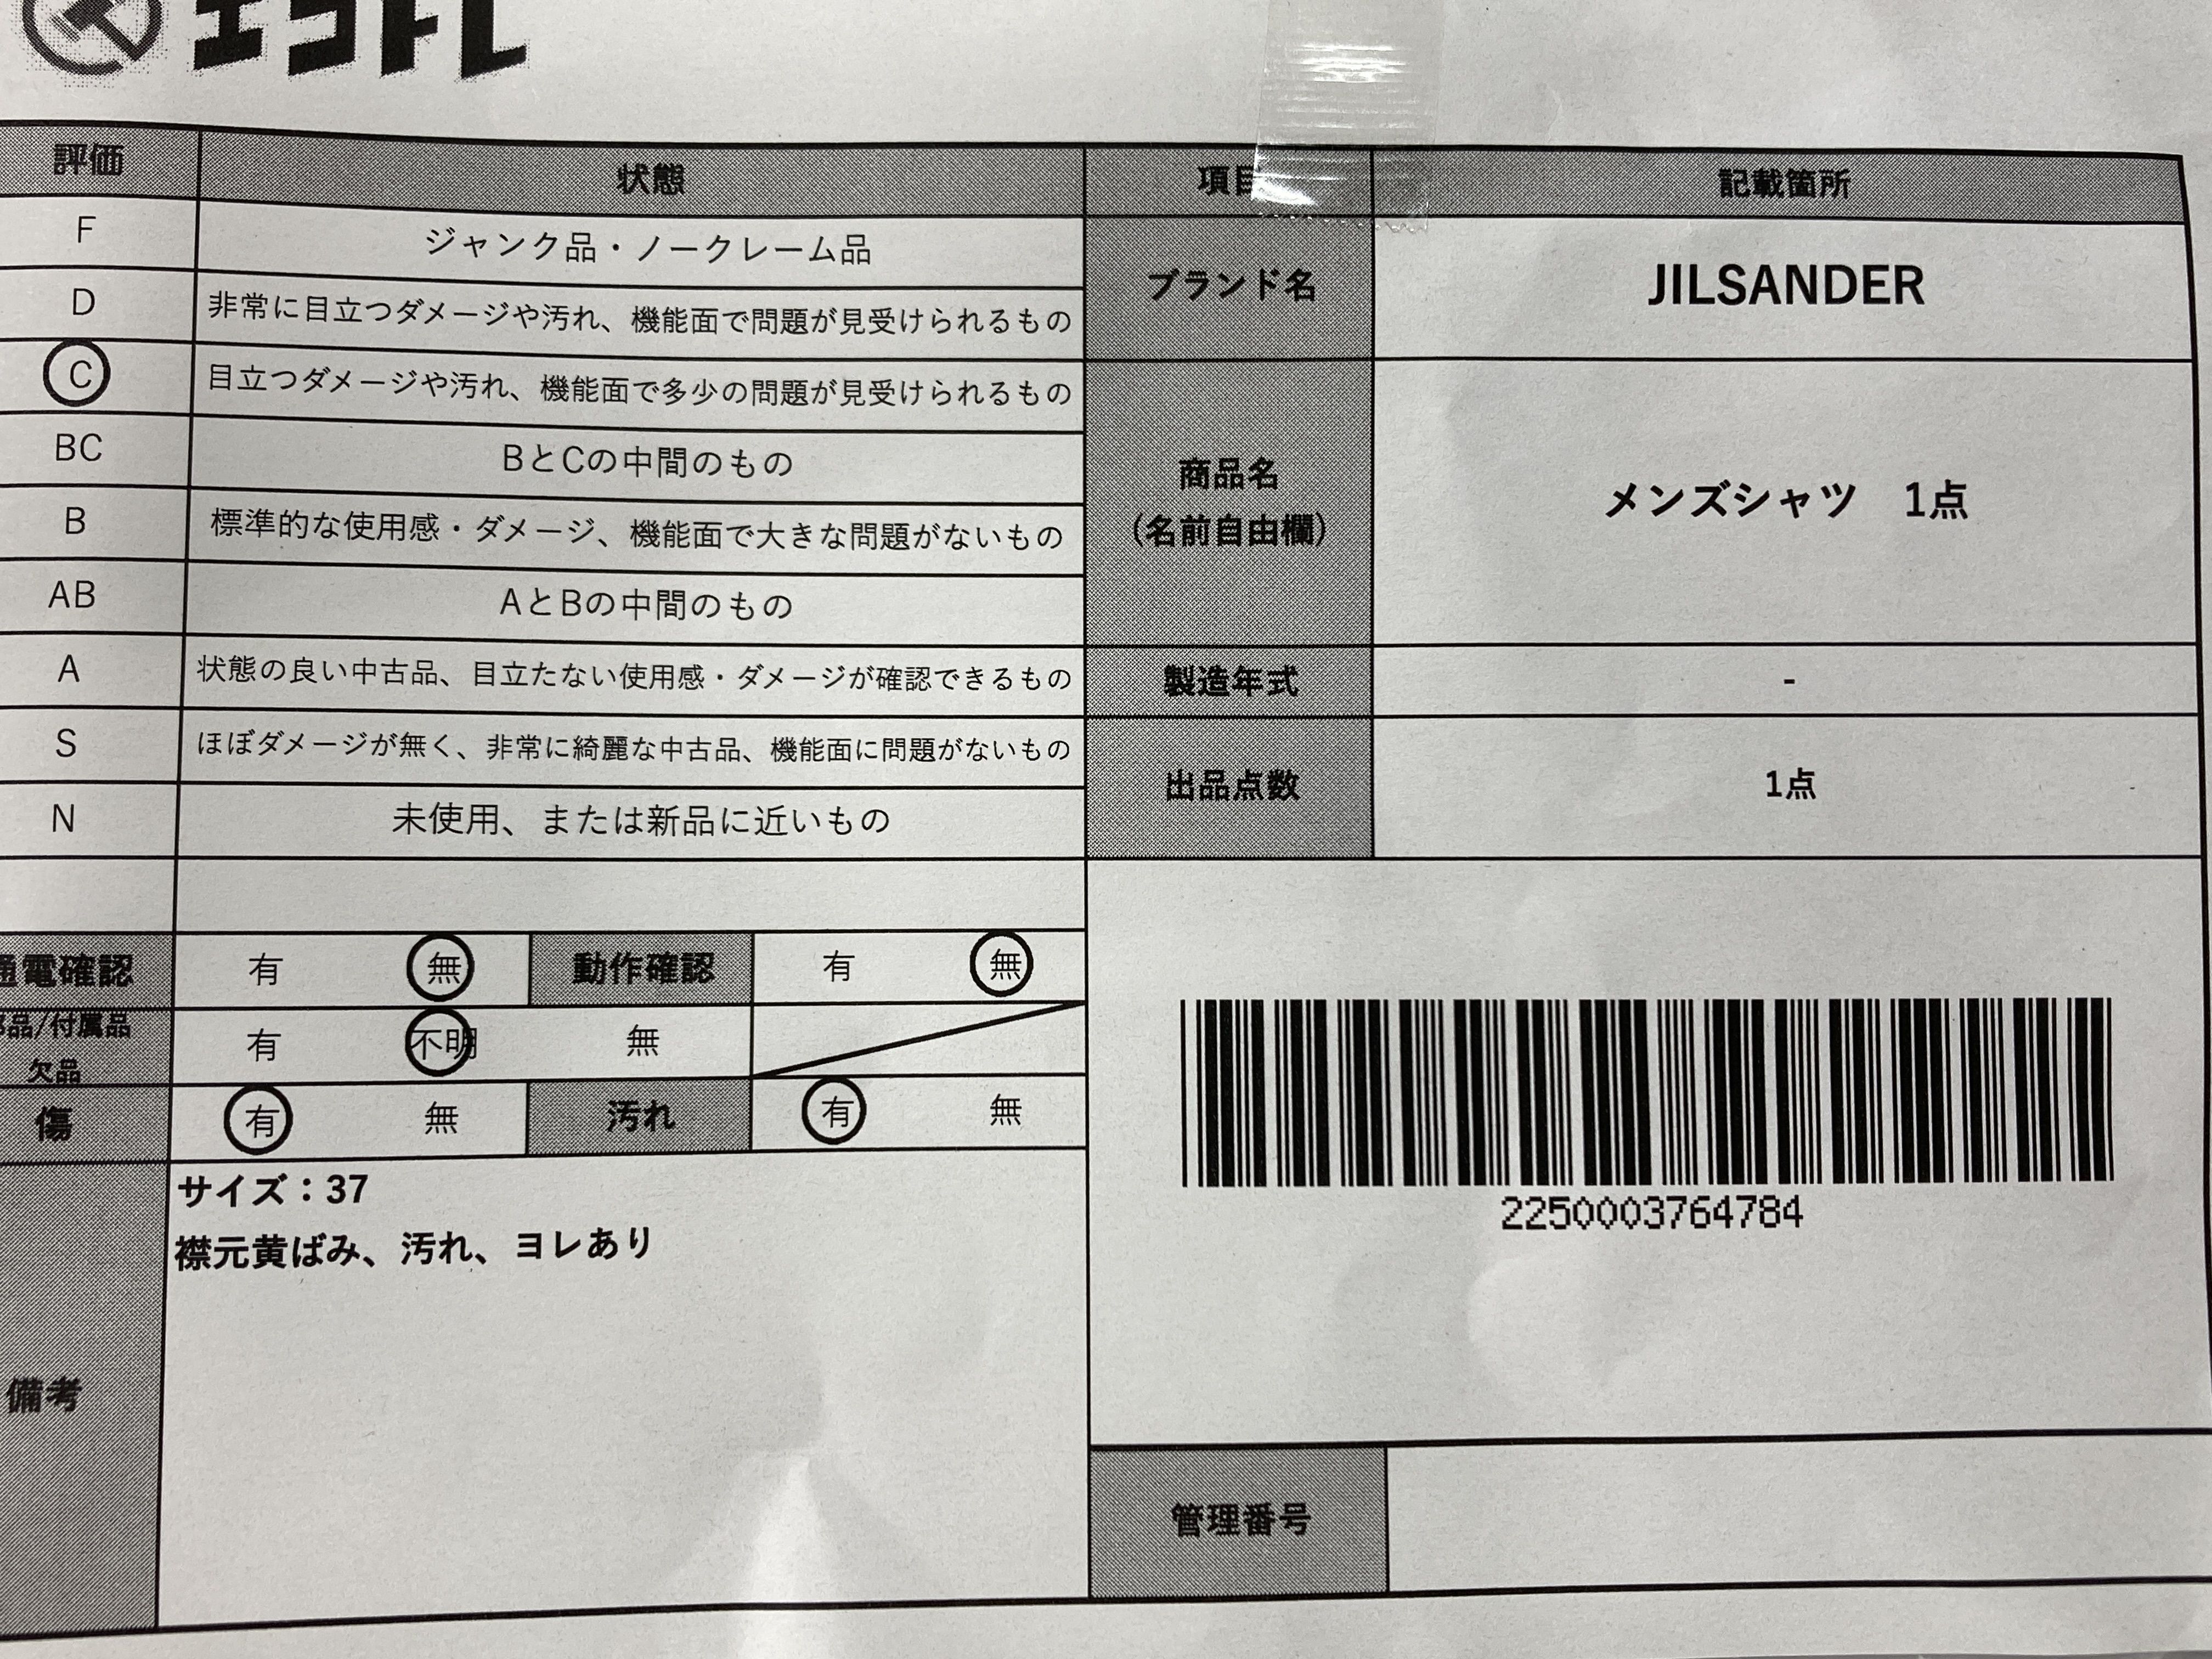 エコトレ
評価 状態 項目 記載箇所
F ジャンク品・ノークレーム品
D 非常に目立つダメージや汚れ、機能面で問題が見受けられるもの
C 目立つダメージや汚れ、機能面で多少の問題が見受けられるもの
BC BとCの中間のもの
B 標準的な使用感・ダメージ、機能面で大きな問題がないもの
AB AとBの中間のもの
A 状態の良い中古品、目立たない使用感・ダメージが確認できるもの
S ほぼダメージが無く、非常に綺麗な中古品、機能面に問題がないもの
N 未使用、または新品に近いもの
ブランド名 JILSANDER
商品名
(名前自由欄)
メンズシャツ 1点
製造年式 -
出品点数 1点
通電確認 有 無 動作確認 有 無
部品/付属品
欠品
有 不明 無
傷 有 無 汚れ 有 無
備考
サイズ：37
襟元黄ばみ、汚れ、ヨレあり
2250003764784
管理番号